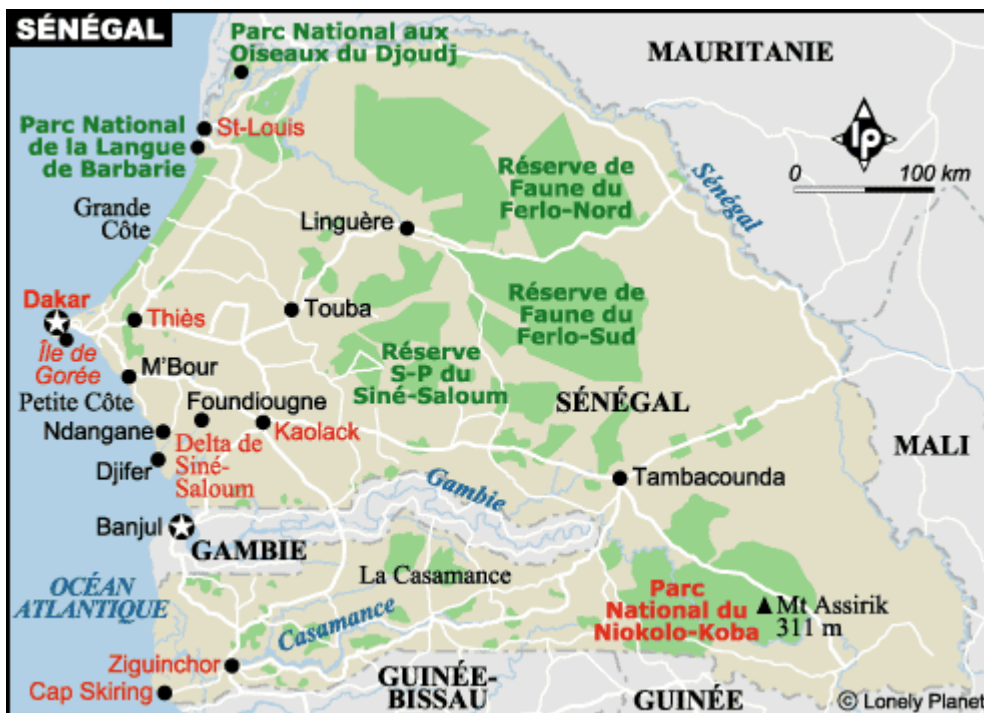 SÉNÉGAL
Parc National aux
Oiseaux du Djoudj
MAURITANIE
lp
0 100 km
St-Louis
Parc National
de la Langue
de Barbarie
Grande
Côte
Réserve de
Faune du
Ferlo-Nord
Sénégal
Linguère
Dakar
Thiès
Touba
Île de
Gorée
Réserve de
Faune du
Ferlo-Sud
M'Bour
Réserve
S-P du
Siné-Saloum
Petite Côte
Foundiougne
SÉNÉGAL
Ndangane
Kaolack
Delta de
Siné-
Saloum
MALI
Djifer
Tambacounda
Gambie
Banjul
GAMBIE
OCÉAN
ATLANTIQUE
La Casamance
Casamance
Parc
National du
Niokolo-Koba
Mt Assirik
311 m
Ziguinchor
Cap Skiring
GUINÉE-
BISSAU
GUINÉE
© Lonely Planet